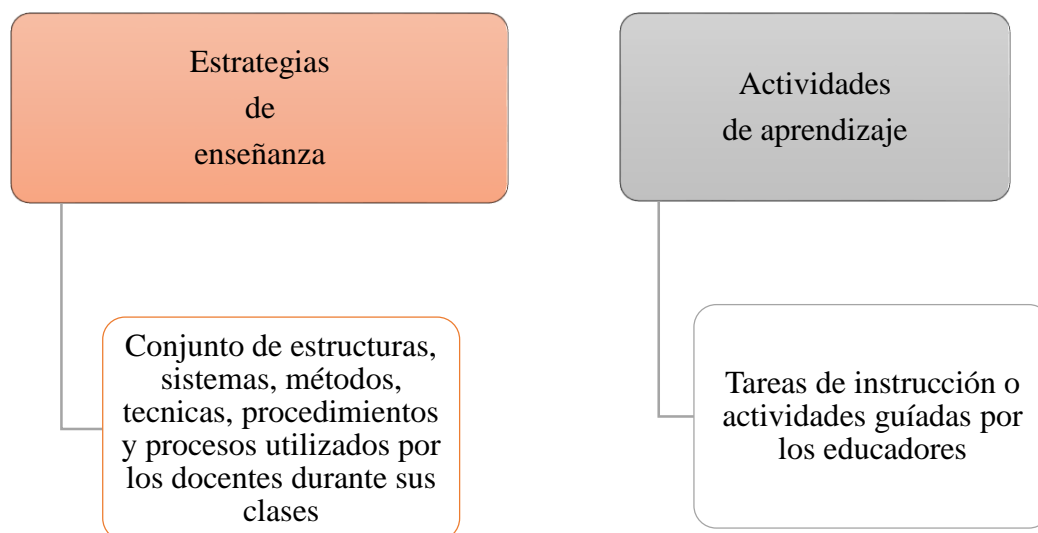 Estrategias
de
enseñanza
Conjunto de estructuras,
sistemas, métodos,
tecnicas, procedimientos
y procesos utilizados por
los docentes durante sus
clases
Actividades
de aprendizaje
Tareas de instrucción o
actividades guíadas por
los educadores